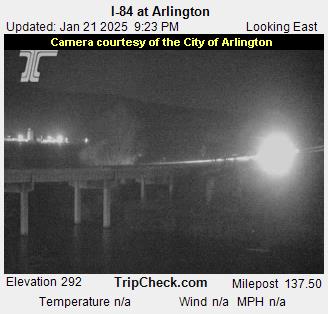 I-84 at Arlington
Updated: Jan 21 2025 9:23 PM Looking East
Camera courtesy of the City of Arlington
Elevation 292 TripCheck.com Milepost 137.50
Temperature n/a Wind n/a MPH n/a